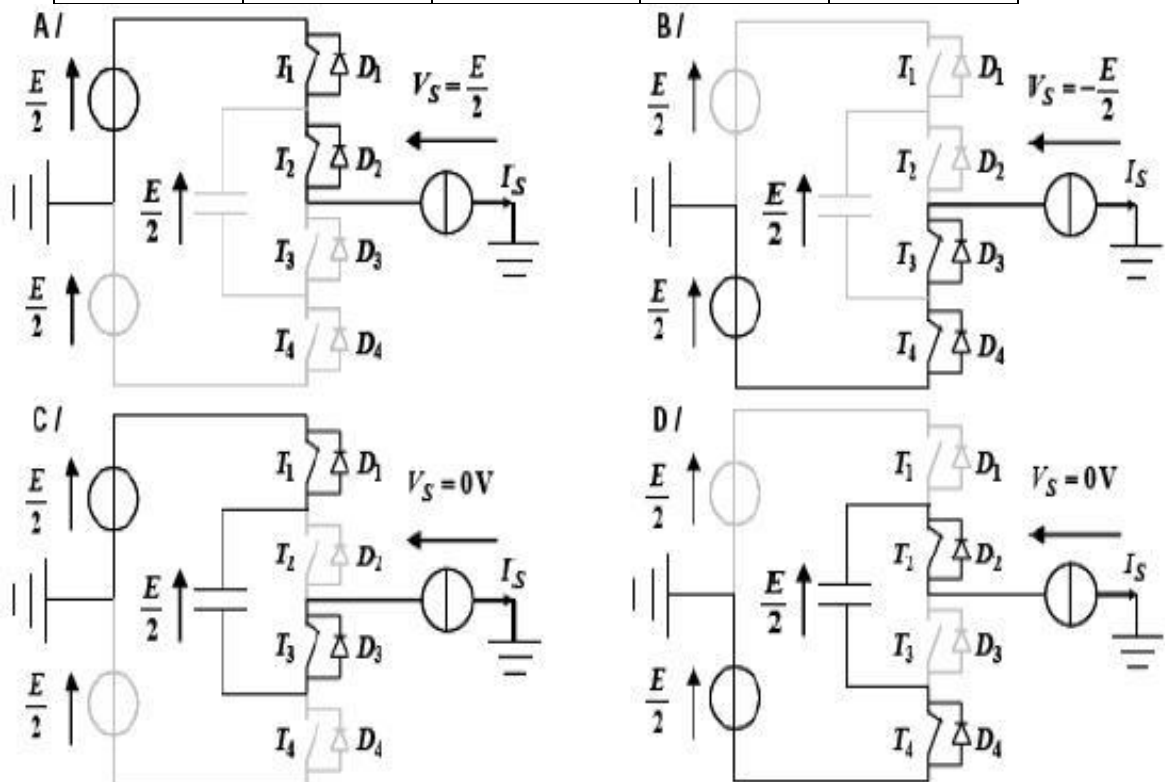 A/
T1 D1
E/2
VS = E/2
T2 D2
IS
E/2
T3 D3
E/2
T4 D4
B/
T1 D1
E/2
VS = -E/2
T2 D2
IS
E/2
T3 D3
E/2
T4 D4
C/
T1 D1
E/2
VS = 0V
T2 D2
IS
E/2
T3 D3
E/2
T4 D4
D/
T1 D1
E/2
VS = 0V
T2 D2
IS
E/2
T3 D3
E/2
T4 D4